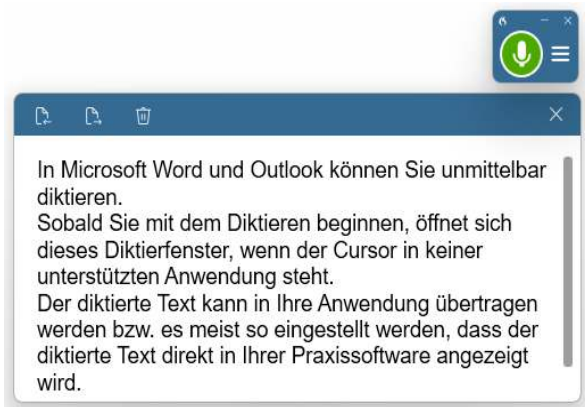 In Microsoft Word und Outlook können Sie unmittelbar
diktieren.
Sobald Sie mit dem Diktieren beginnen, öffnet sich
dieses Diktierfenster, wenn der Cursor in keiner
unterstützten Anwendung steht.
Der diktierte Text kann in Ihre Anwendung übertragen
werden bzw. es meist so eingestellt werden, dass der
diktierte Text direkt in Ihrer Praxissoftware angezeigt
wird.